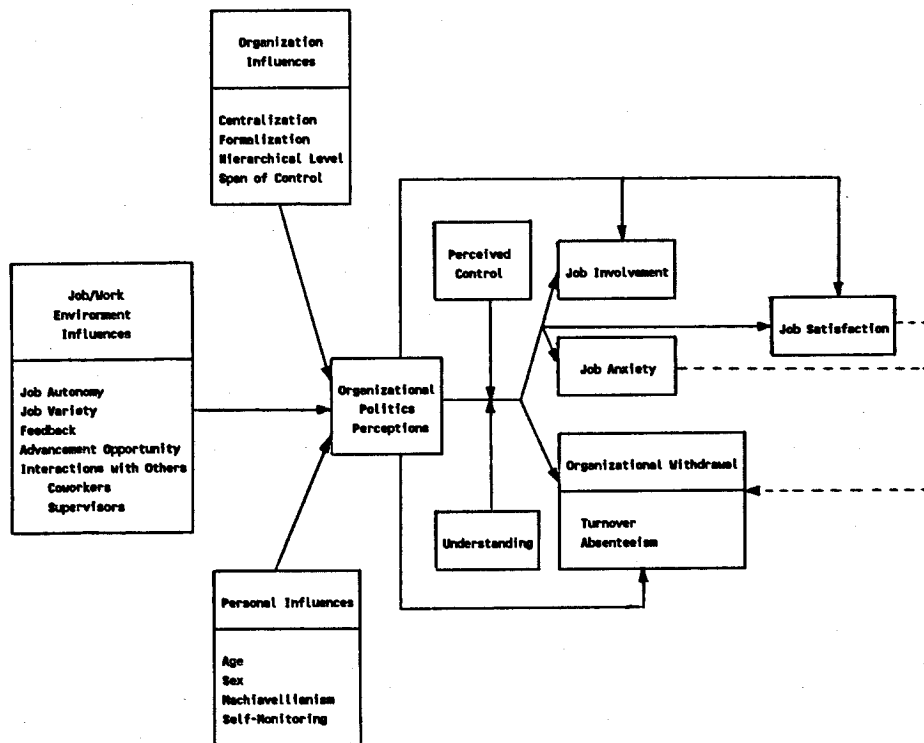 Organization
Influences
Centralization
Formalization
Hierarchical Level
Span of Control
Job/Work
Environment
Influences
Job Autonomy
Job Variety
Feedback
Advancement Opportunity
Interactions with Others
Coworkers
Supervisors
Personal Influences
Age
Sex
Machiavellianism
Self-Monitoring
Organizational
Politics
Perceptions
Perceived
Control
Understanding
Job Involvement
Job Anxiety
Job Satisfaction
Organizational Withdrawal
Turnover
Absenteeism